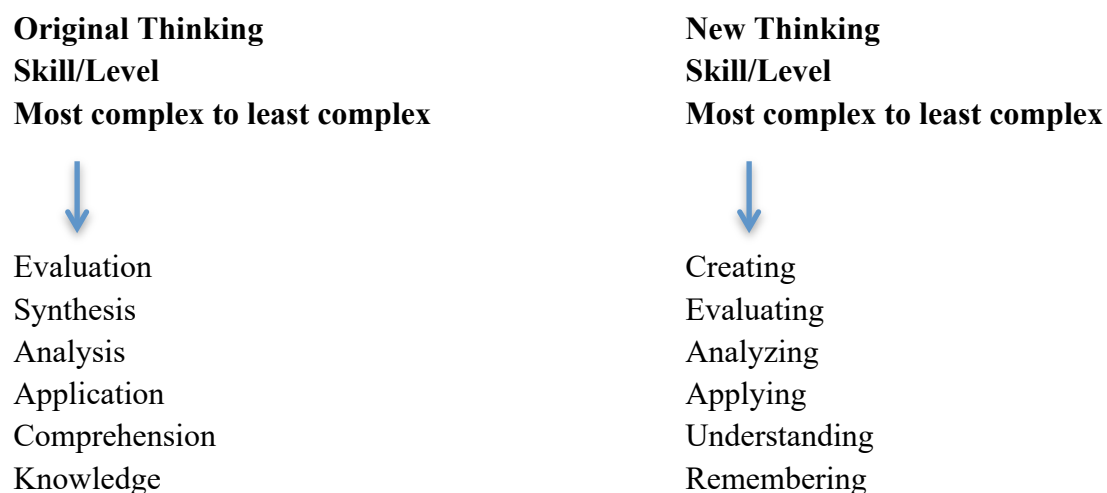 Original Thinking
Skill/Level
Most complex to least complex
Evaluation
Synthesis
Analysis
Application
Comprehension
Knowledge
New Thinking
Skill/Level
Most complex to least complex
Creating
Evaluating
Analyzing
Applying
Understanding
Remembering